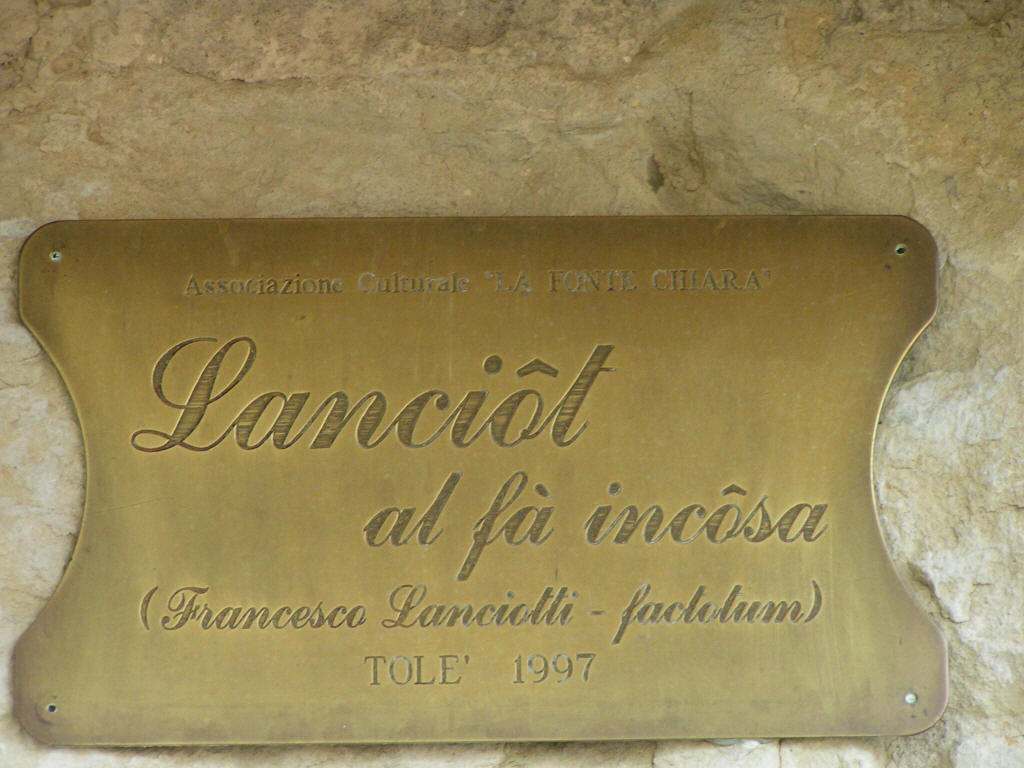 Associazione Culturale "LA FONTE CHIARA"
Lanciôt
al fà incôsa
(Francesco Lanciotti - factotum)
TOLE' 1997